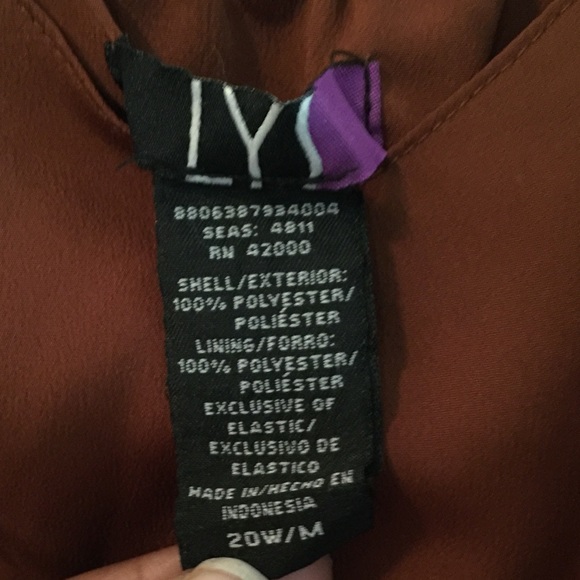 LYS
8806387934004
SEAS: 4811
RN 42000
SHELL/EXTERIOR:
100% POLYESTER/
POLIÉSTER
LINING/FORRO:
100% POLYESTER/
POLIÉSTER
EXCLUSIVE OF
ELASTIC/
EXCLUSIVO DE
ELASTICO
MADE IN/HECHO EN
INDONESIA
20W/M